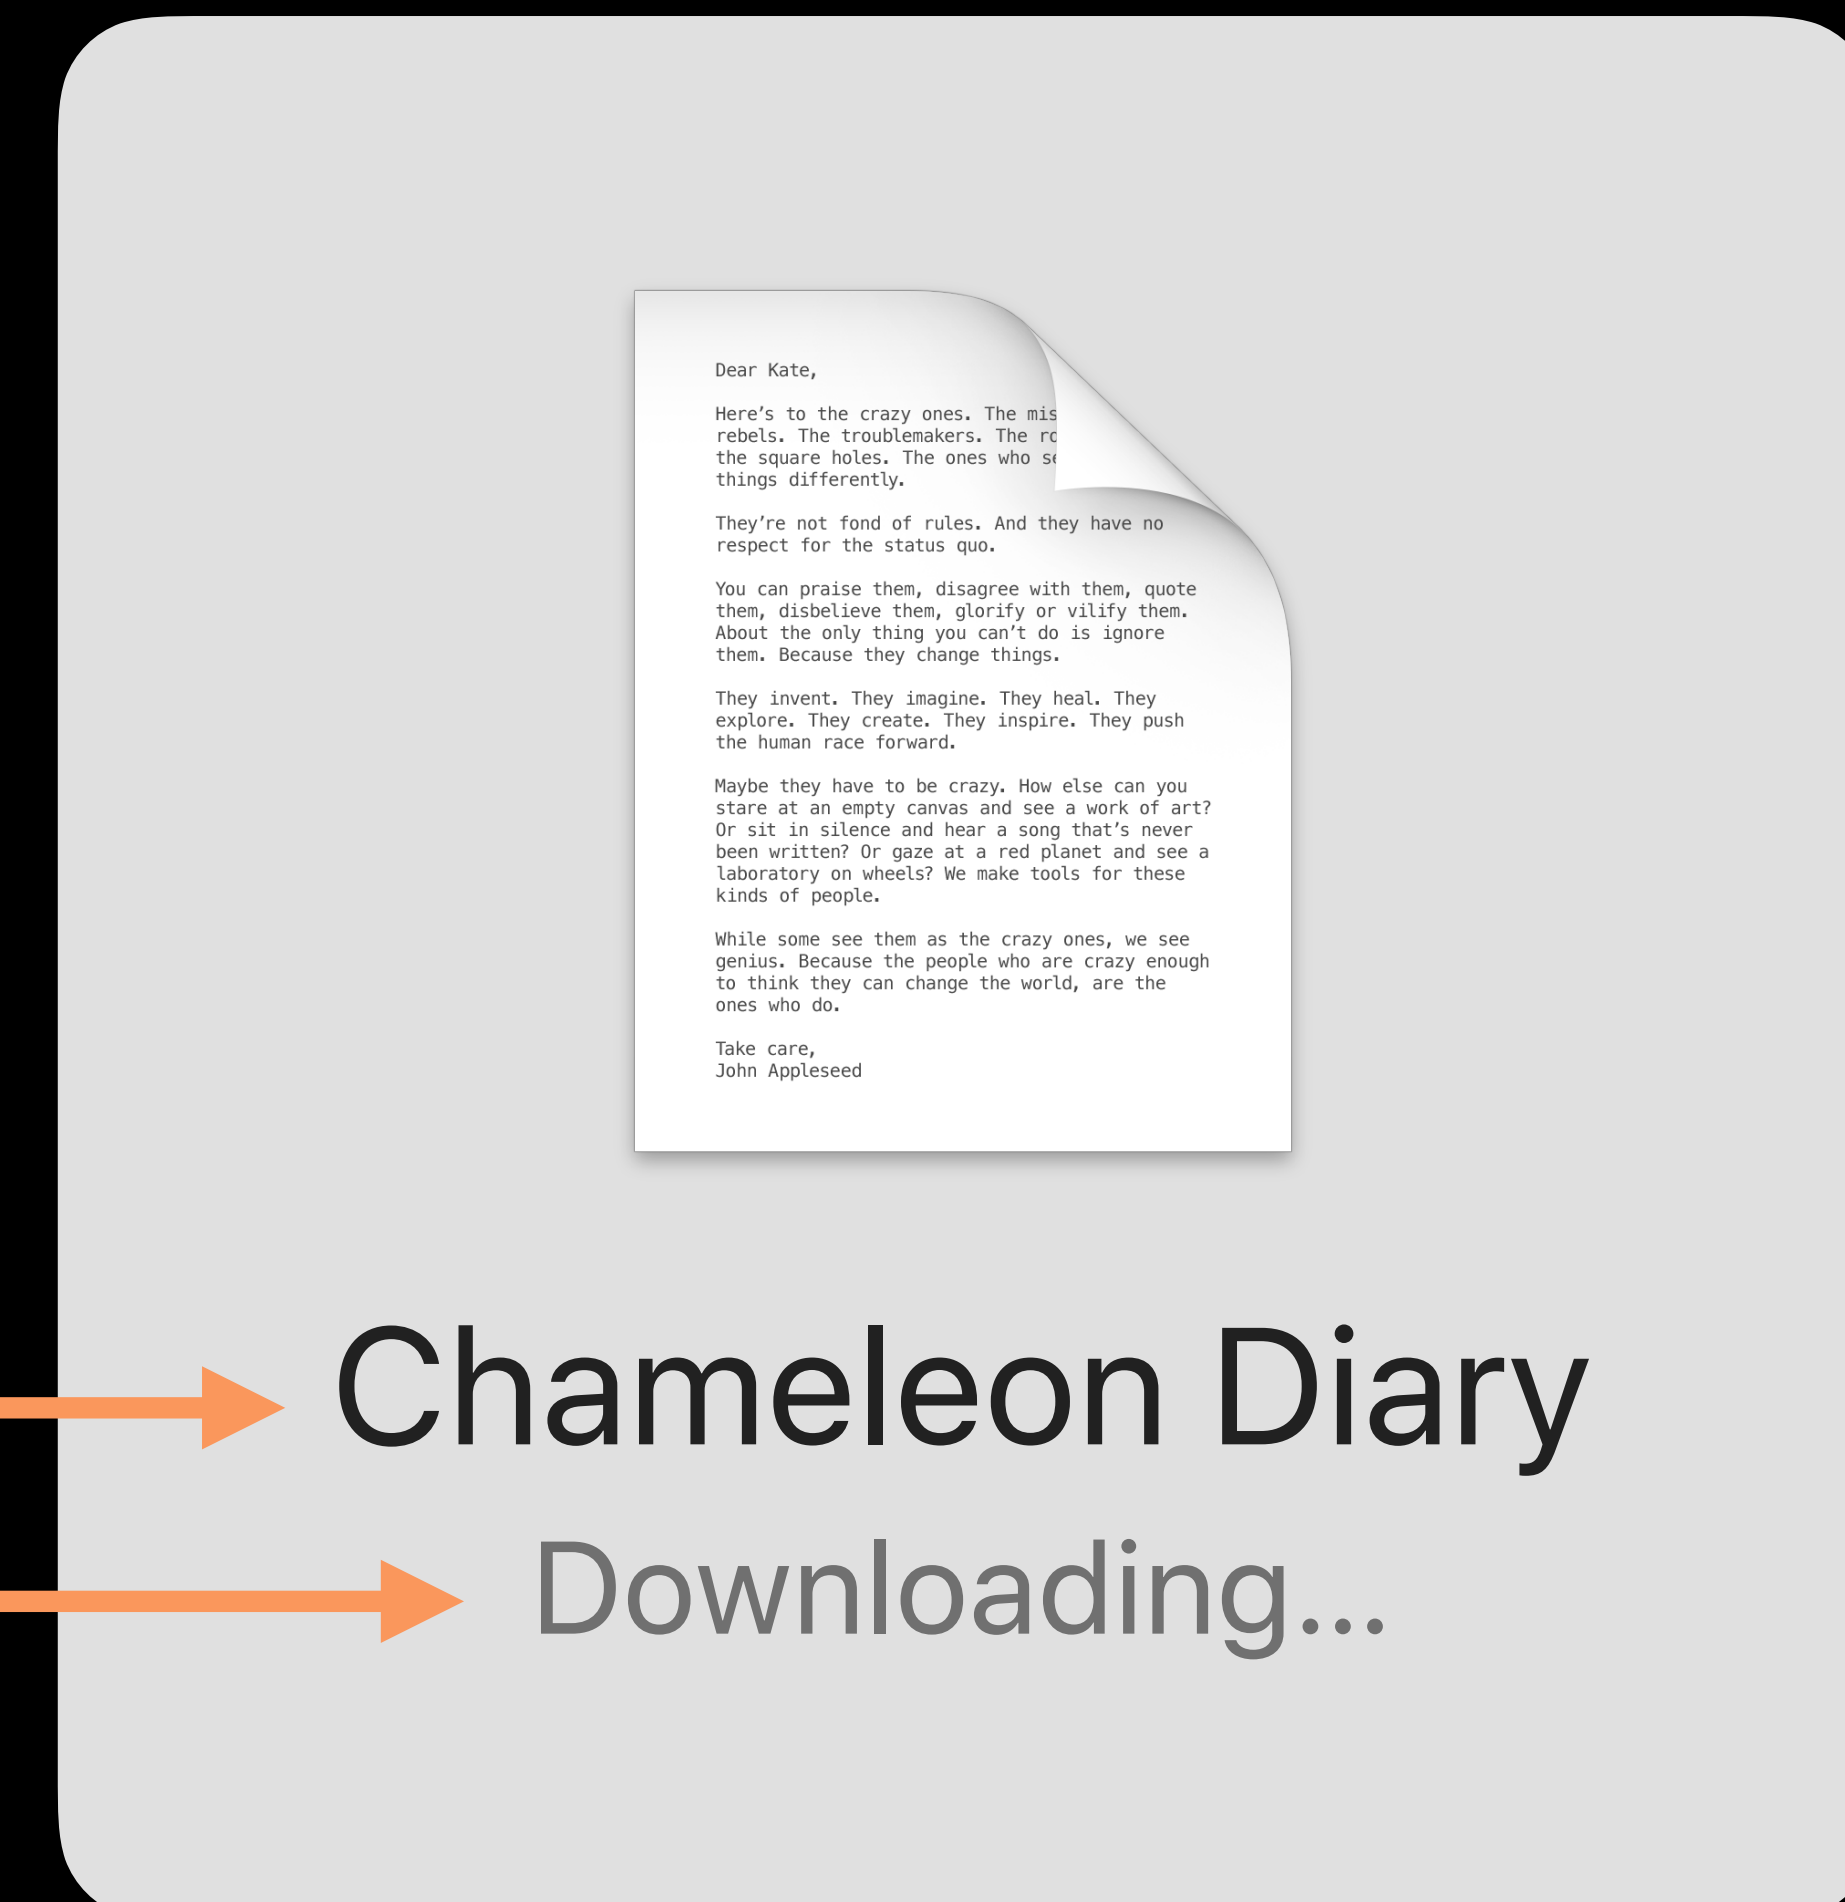 Dear Kate,
Here’s to the crazy ones. The
rebels. The troublemakers. The
the square holes. The ones who
things differently.
They’re not fond of rules. And they have no
respect for the status quo.
You can praise them, disagree with them, quote
them, disbelieve them, glorify or vilify them.
About the only thing you can’t do is ignore
them. Because they change things.
They invent. They imagine. They heal. They
explore. They create. They inspire. They push
the human race forward.
Maybe they have to be crazy. How else can you
stare at an empty canvas and see a work of art?
Or sit in silence and hear a song that’s never
been written? Or gaze at a red planet and see a
laboratory on wheels? We make tools for these
kinds of people.
While some see them as the crazy ones, we see
genius. Because the people who are crazy enough
to think they can change the world, are the
ones who do.
Take care,
John Appleseed
Chameleon Diary
Downloading...